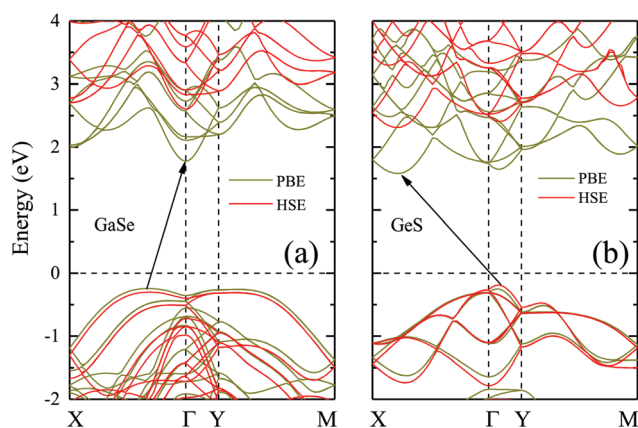 4
3
2
1
0
-1
-2
Energy (eV)
PBE
HSE
GaSe
(a)
X Γ Y M
PBE
HSE
GeS
(b)
X Γ Y M